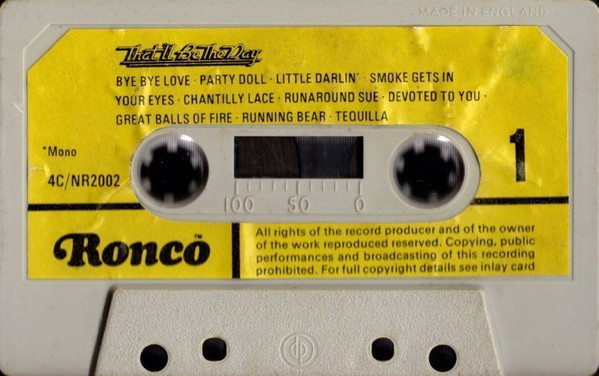 MADE IN ENGLAND
That'll Be The Day
BYE BYE LOVE · PARTY DOLL · LITTLE DARLIN' · SMOKE GETS IN
YOUR EYES · CHANTILLY LACE · RUNAROUND SUE · DEVOTED TO YOU ·
GREAT BALLS OF FIRE · RUNNING BEAR · TEQUILLA
*Mono
1
4C/NR2002
100 50 0
Ronco™
All rights of the record producer and of the owner
of the work reproduced reserved. Copying, public
performances and broadcasting of this recording
prohibited. For full copyright details see inlay card